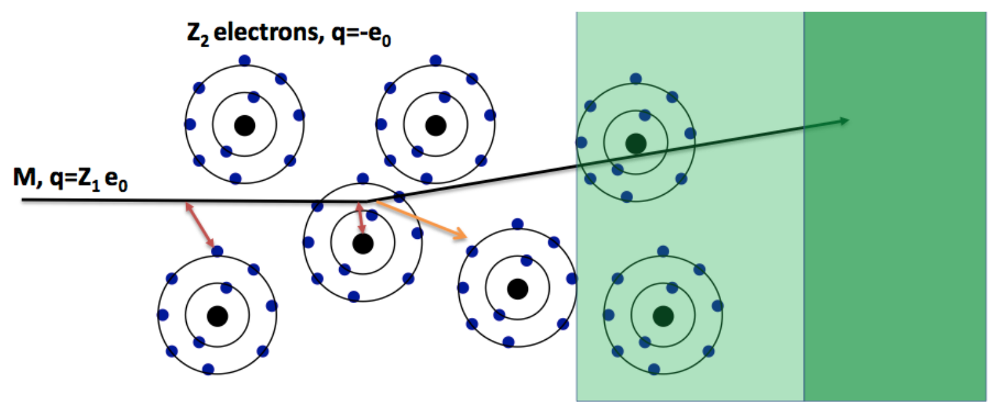 Z₂ electrons, q=-e₀
M, q=Z₁ e₀